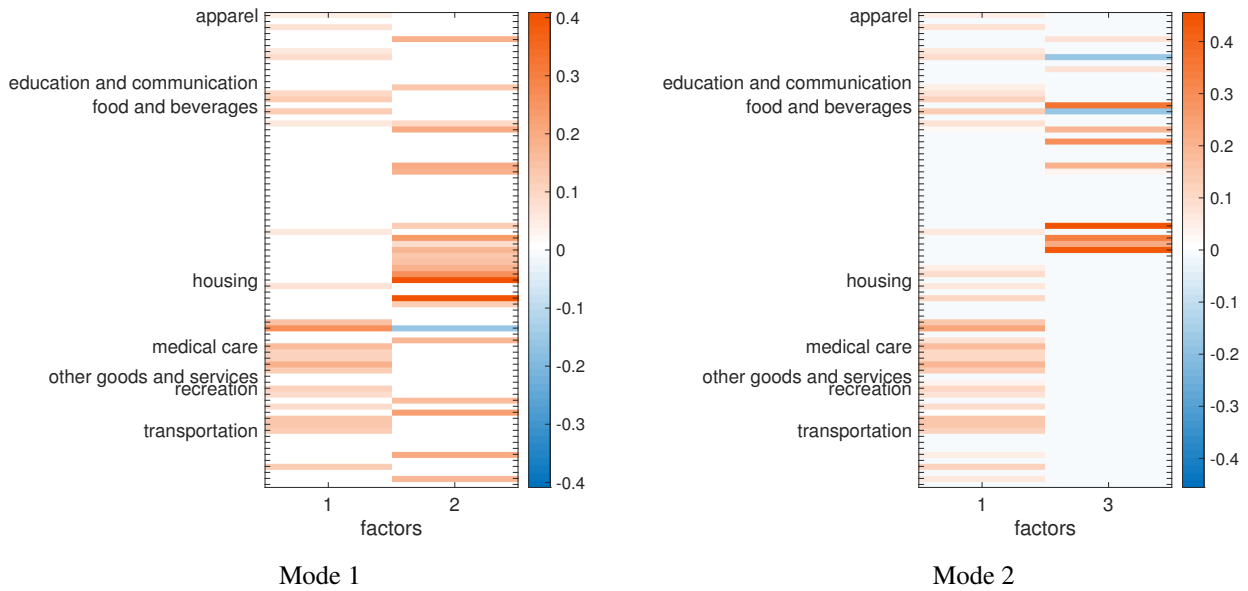 apparel
education and communication
food and beverages
housing
medical care
other goods and services
recreation
transportation
1 2
factors
0.4
0.3
0.2
0.1
0
-0.1
-0.2
-0.3
-0.4
Mode 1
apparel
education and communication
food and beverages
housing
medical care
other goods and services
recreation
transportation
1 3
factors
0.4
0.3
0.2
0.1
0
-0.1
-0.2
-0.3
-0.4
Mode 2